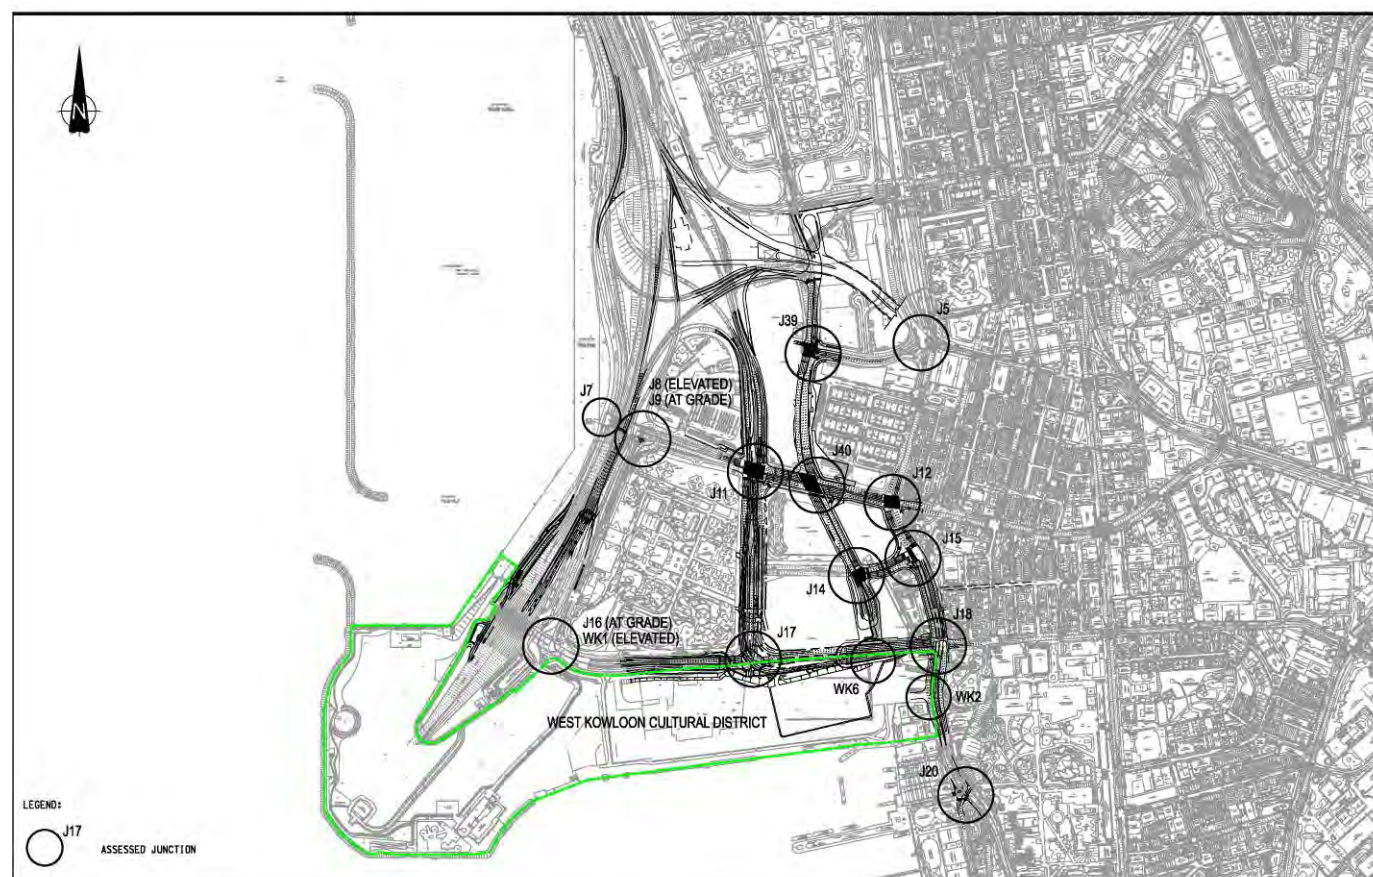 N
J5
J39
J8 (ELEVATED)
J9 (AT GRADE)
J7
J40
J11
J12
J15
J14
J16 (AT GRADE)
WK1 (ELEVATED)
J17
J18
WK6
WK2
WEST KOWLOON CULTURAL DISTRICT
J20
LEGEND:
J17
ASSESSED JUNCTION